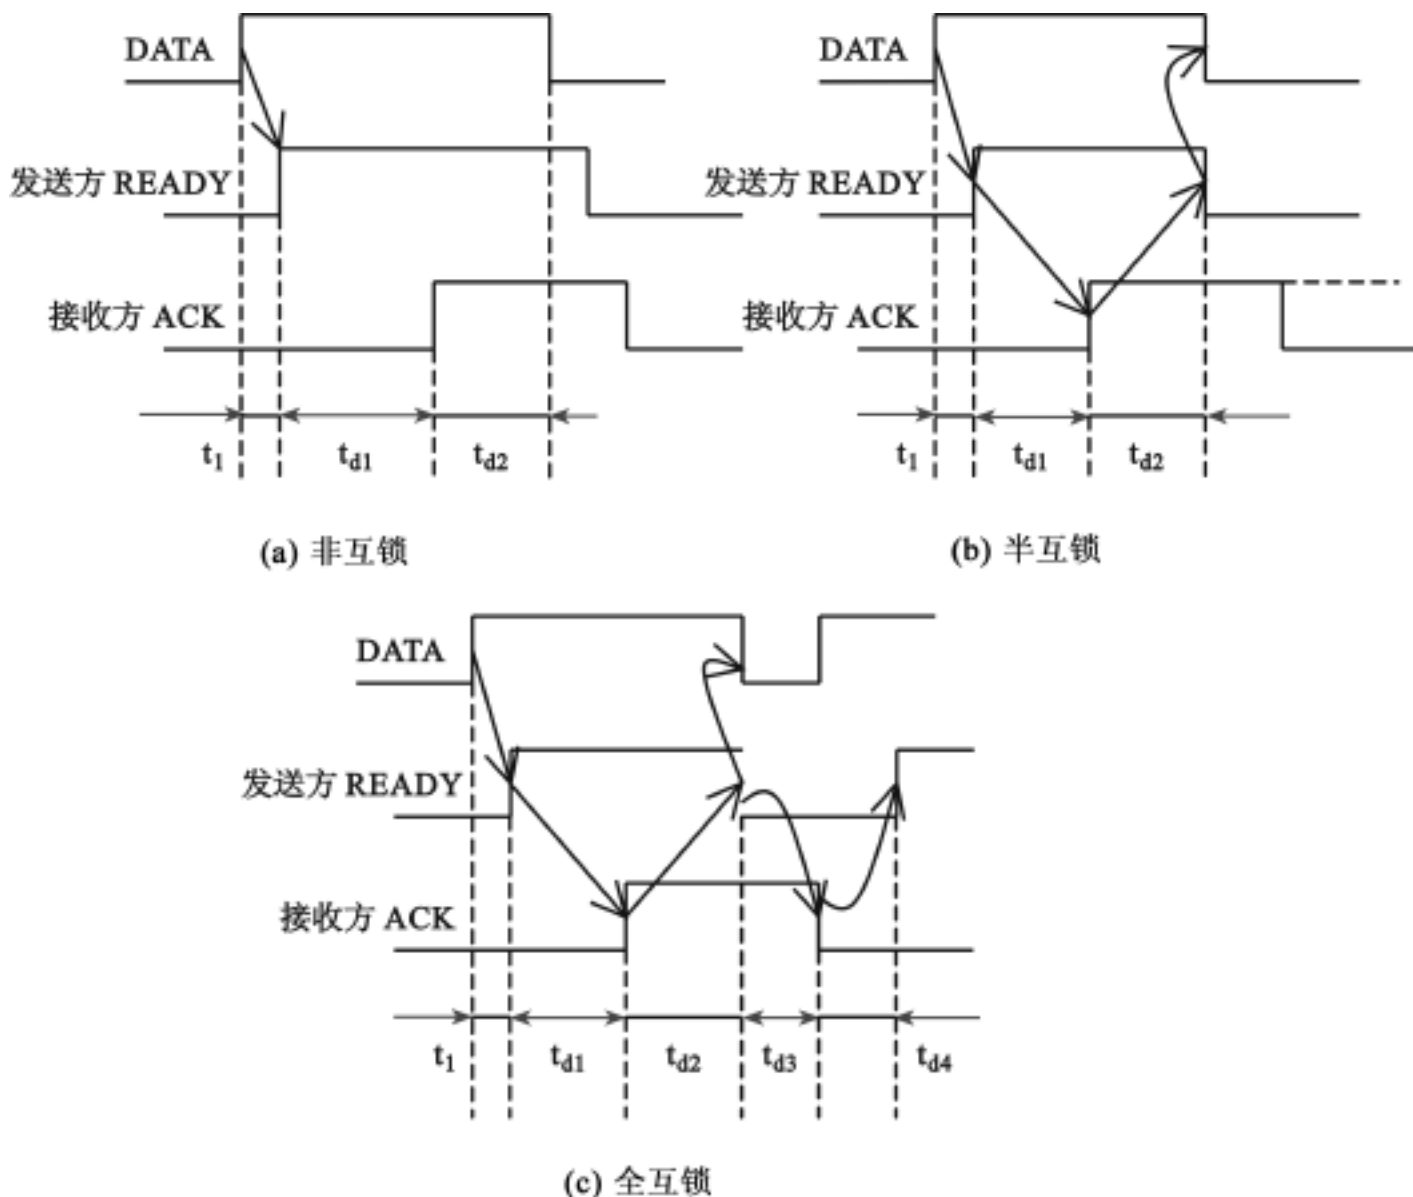 DATA
发送方 READY
接收方 ACK
t1 td1 td2
(a) 非互锁
DATA
发送方 READY
接收方 ACK
t1 td1 td2
(b) 半互锁
DATA
发送方 READY
接收方 ACK
t1 td1 td2 td3 td4
(c) 全互锁